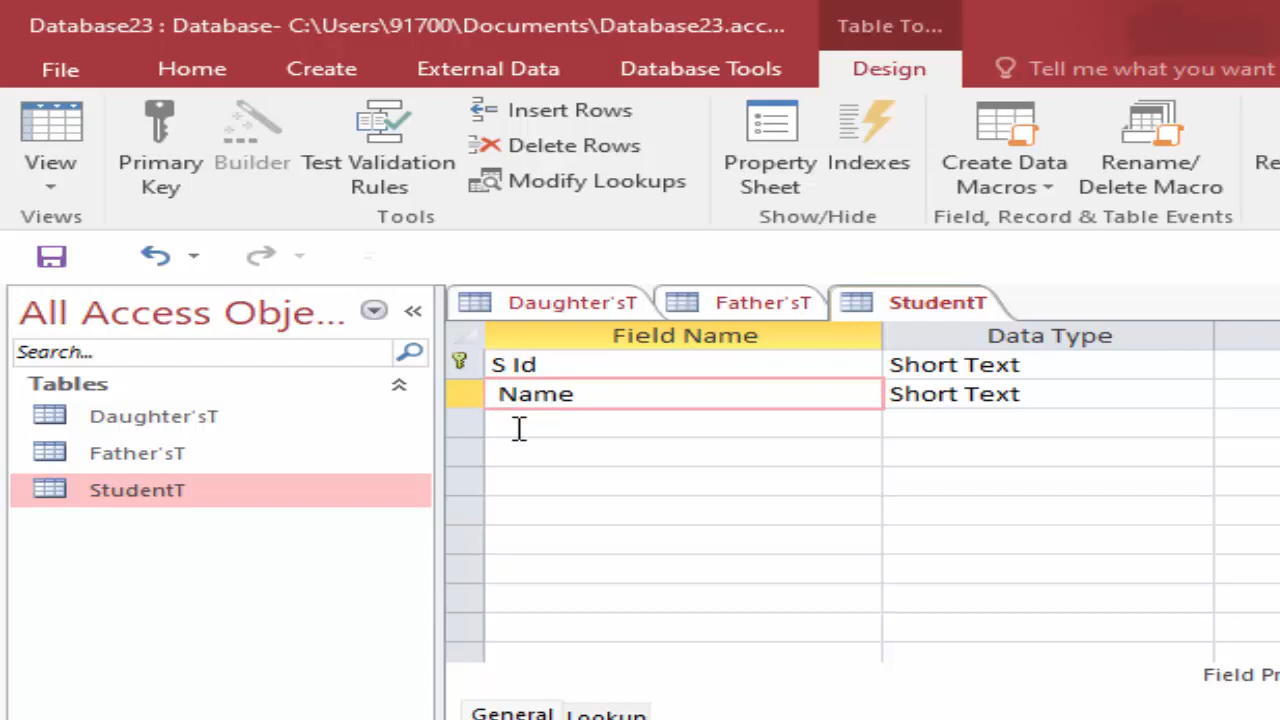 Database23 : Database- C:\Users\91700\Documents\Database23.acc...
Table To...
File Home Create External Data Database Tools Design Tell me what you want
View
Primary Key
Builder
Test Validation Rules
Insert Rows
Delete Rows
Modify Lookups
Property Sheet
Indexes
Create Data Macros
Rename/ Delete Macro
Re
Views Tools Show/Hide Field, Record & Table Events
All Access Obje...
Search...
Tables
Daughter'sT
Father'sT
StudentT
Daughter'sT Father'sT StudentT
Field Name Data Type
S Id Short Text
Name Short Text
Field Pr
General Lookup